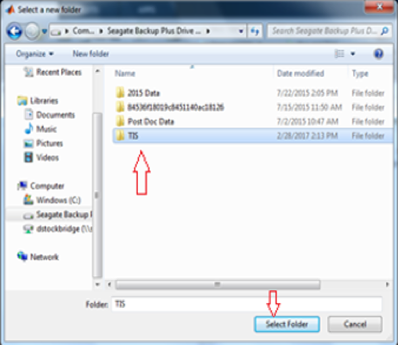 Select a new folder
Com... Seagate Backup Plus Drive ...
Search Seagate Backup Plus D...
Organize New folder
Name Date modified Type
Recent Places
Libraries
Documents
Music
Pictures
Videos
Computer
Windows (C:)
Seagate Backup P
dstockbridge (\\
Network
2015 Data 7/22/2015 2:05 PM File folder
84536f18019c8451140ac18126 7/15/2015 11:50 AM File folder
Post Doc Data 7/2/2015 10:47 AM File folder
TIS 2/28/2017 2:13 PM File folder
Folder: TIS
Select Folder Cancel